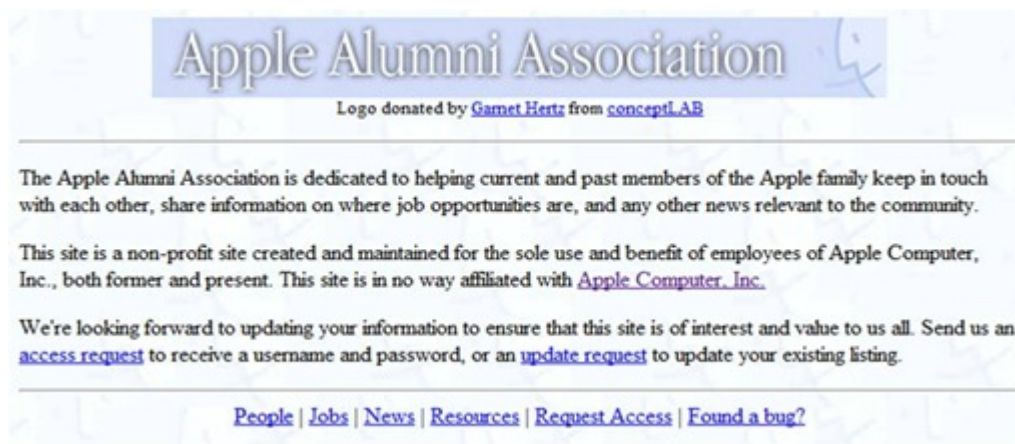 Apple Alumni Association
Logo donated by Garnet Hertz from conceptLAB
The Apple Alumni Association is dedicated to helping current and past members of the Apple family keep in touch
with each other, share information on where job opportunities are, and any other news relevant to the community.
This site is a non-profit site created and maintained for the sole use and benefit of employees of Apple Computer,
Inc., both former and present. This site is in no way affiliated with Apple Computer, Inc.
We're looking forward to updating your information to ensure that this site is of interest and value to us all. Send us an
access request to receive a username and password, or an update request to update your existing listing.
People | Jobs | News | Resources | Request Access | Found a bug?